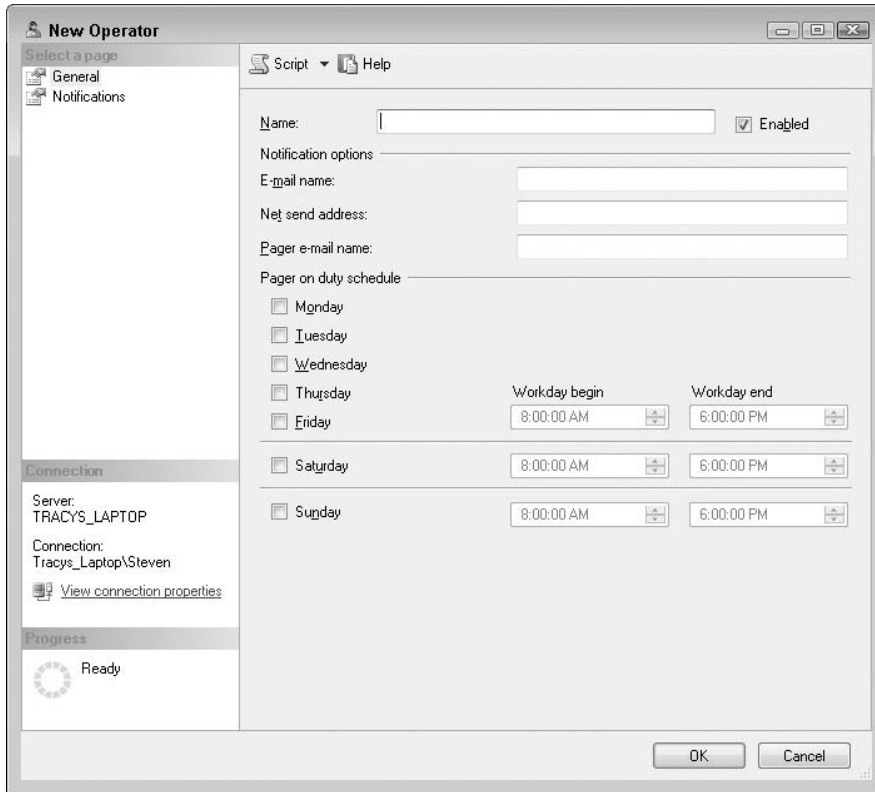 New Operator
Select a page
General
Notifications
Script
Help
Name:
Enabled
Notification options
E-mail name:
Net send address:
Pager e-mail name:
Pager on duty schedule
Monday
Tuesday
Wednesday
Thursday
Workday begin
Workday end
Friday
8:00:00 AM
6:00:00 PM
Saturday
8:00:00 AM
6:00:00 PM
Sunday
8:00:00 AM
6:00:00 PM
Connection
Server:
TRACYS_LAPTOP
Connection:
Tracys_Laptop\Steven
View connection properties
Progress
Ready
OK
Cancel